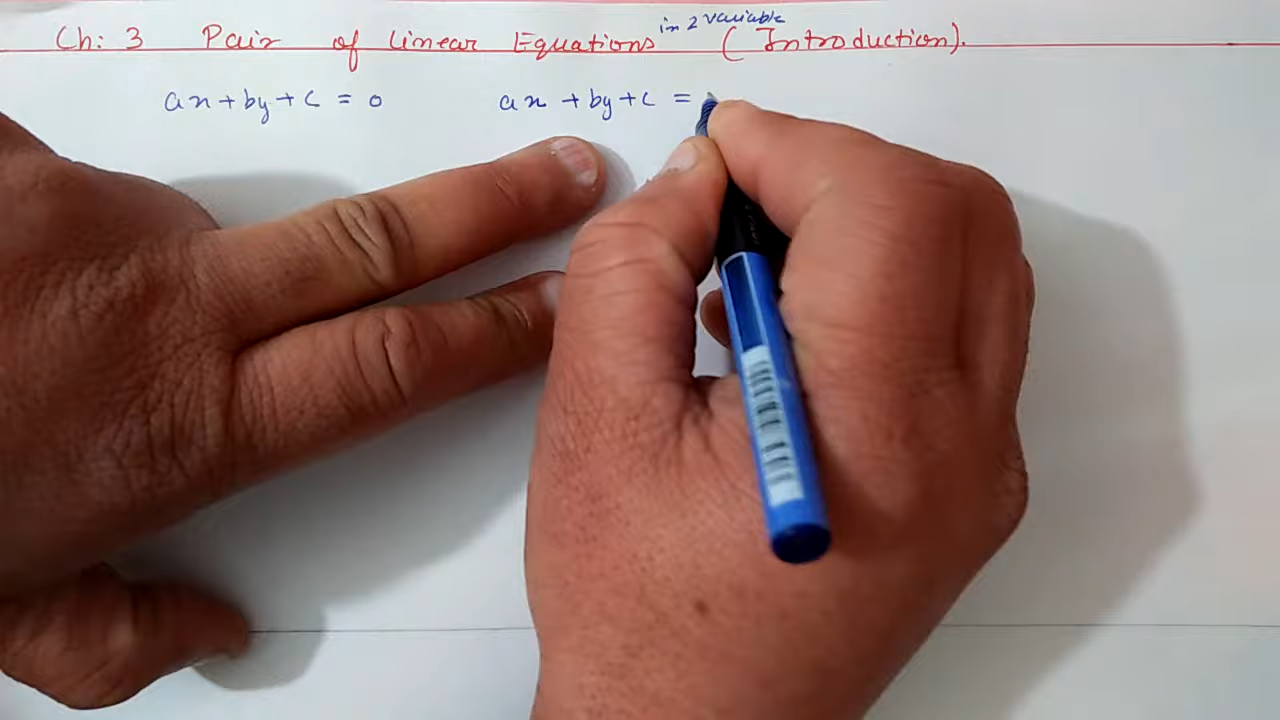 Ch: 3 Pair of linear Equations in 2 variable (Introduction).
ax+by+c = 0 ax +by+c =